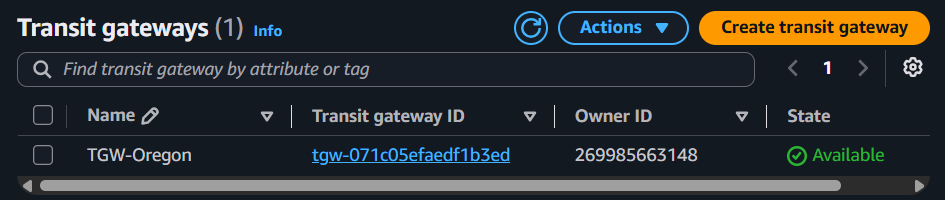 Transit gateways (1) Info Actions Create transit gateway
Find transit gateway by attribute or tag 1
Name Transit gateway ID Owner ID State
TGW-Oregon tgw-071c05efaedf1b3ed 269985663148 Available